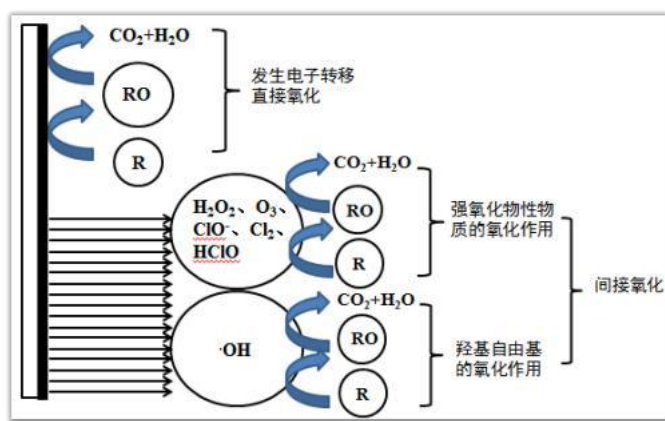 CO₂+H₂O
RO
R
发生电子转移
直接氧化
H₂O₂、O₃、
ClO⁻、Cl₂、
HClO
CO₂+H₂O
RO
R
强氧化物性物
质的氧化作用
间接氧化
·OH
CO₂+H₂O
RO
R
羟基自由基
的氧化作用